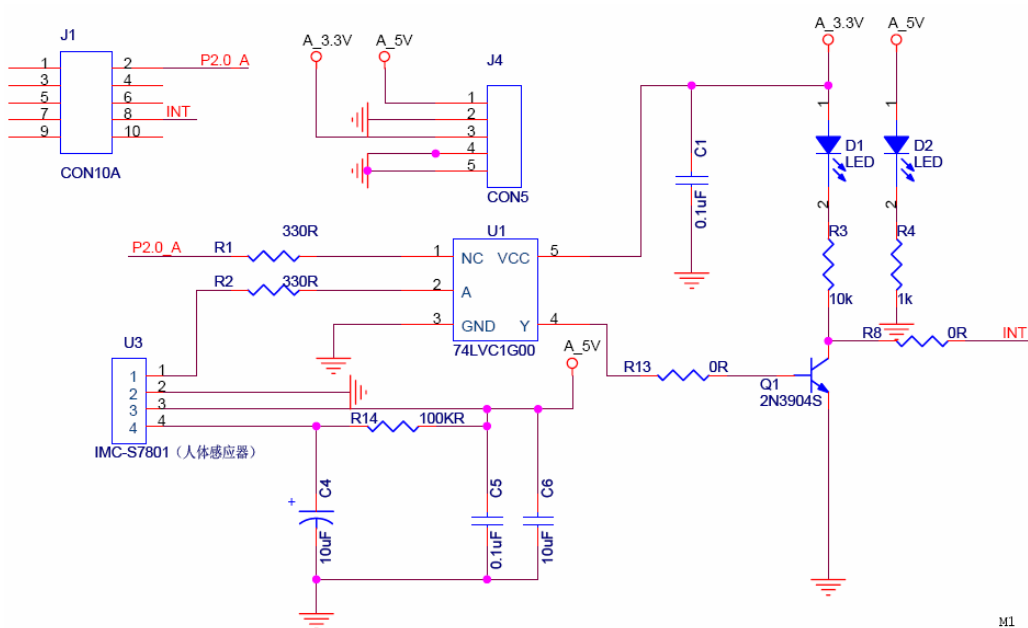 J1
1 2 P2.0_A
3 4
5 6
7 8 INT
9 10
CON10A
A_3.3V A_5V
J4
1
2
3
4
5
CON5
A_3.3V A_5V
C1
0.1uF
1 D1 LED 2
1 D2 LED 2
R3
10k
R4
1k
P2.0_A R1 330R
R2 330R
U1
1 NC VCC 5
2 A
3 GND Y 4
74LVC1G00
A_5V
R13 0R
Q1
2N3904S
R8 0R INT
U3
1 1
2 2
3 3
4 4
IMC-S7801（人体感应器）
R14 100KR
+ C4
10uF
C5
0.1uF
C6
10uF
M1